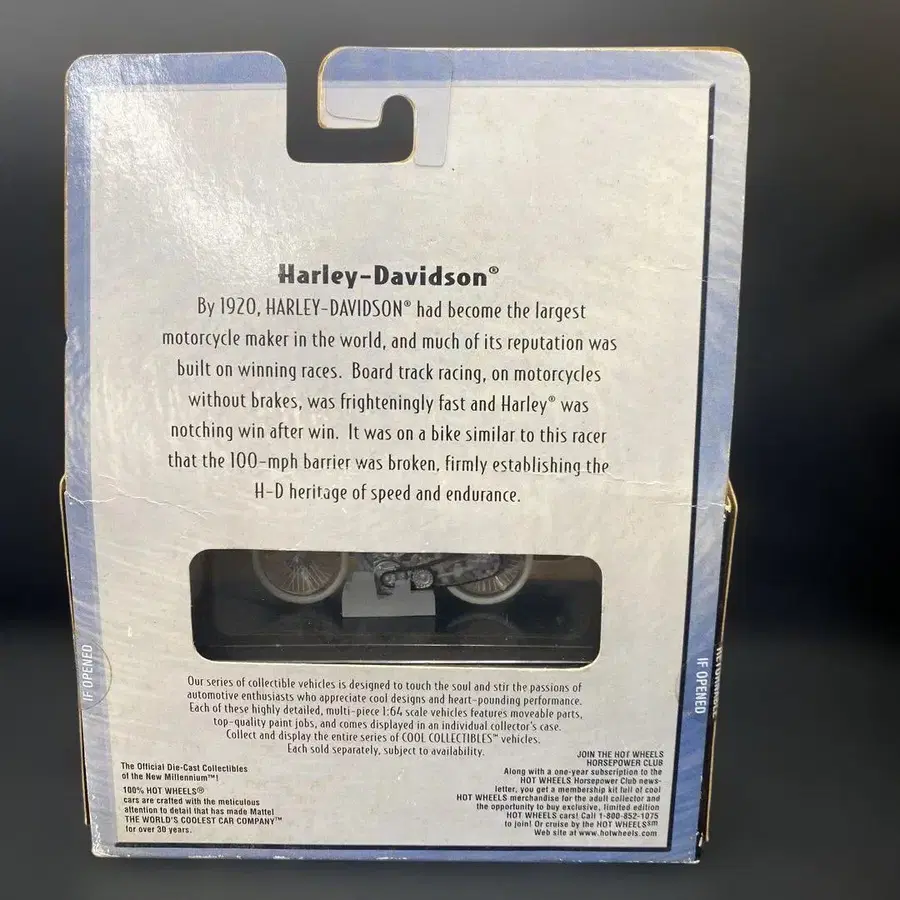 Harley-Davidson®
By 1920, HARLEY-DAVIDSON® had become the largest
motorcycle maker in the world, and much of its reputation was
built on winning races. Board track racing, on motorcycles
without brakes, was frighteningly fast and Harley® was
notching win after win. It was on a bike similar to this racer
that the 100-mph barrier was broken, firmly establishing the
H-D heritage of speed and endurance.
IF OPENED
IF OPENED
Our series of collectible vehicles is designed to touch the soul and stir the passions of
automotive enthusiasts who appreciate cool designs and heart-pounding performance.
Each of these highly detailed, multi-piece 1:64 scale vehicles features moveable parts,
top-quality paint jobs, and comes displayed in an individual collector's case.
Collect and display the entire series of COOL COLLECTIBLES™ vehicles.
Each sold separately, subject to availability.
The Official Die-Cast Collectibles
of the New Millennium™!
100% HOT WHEELS®
cars are crafted with the meticulous
attention to detail that has made Mattel
THE WORLD'S COOLEST CAR COMPANY™
for over 30 years.
JOIN THE HOT WHEELS
HORSEPOWER CLUB
Along with a one-year subscription to the
HOT WHEELS Horsepower Club news-
letter, you get a membership kit full of cool
HOT WHEELS merchandise for the adult collector and
the opportunity to buy exclusive, limited edition
HOT WHEELS cars! Call 1-800-852-1075
to join! Or cruise by the HOT WHEELS℠
Web site at www.hotwheels.com